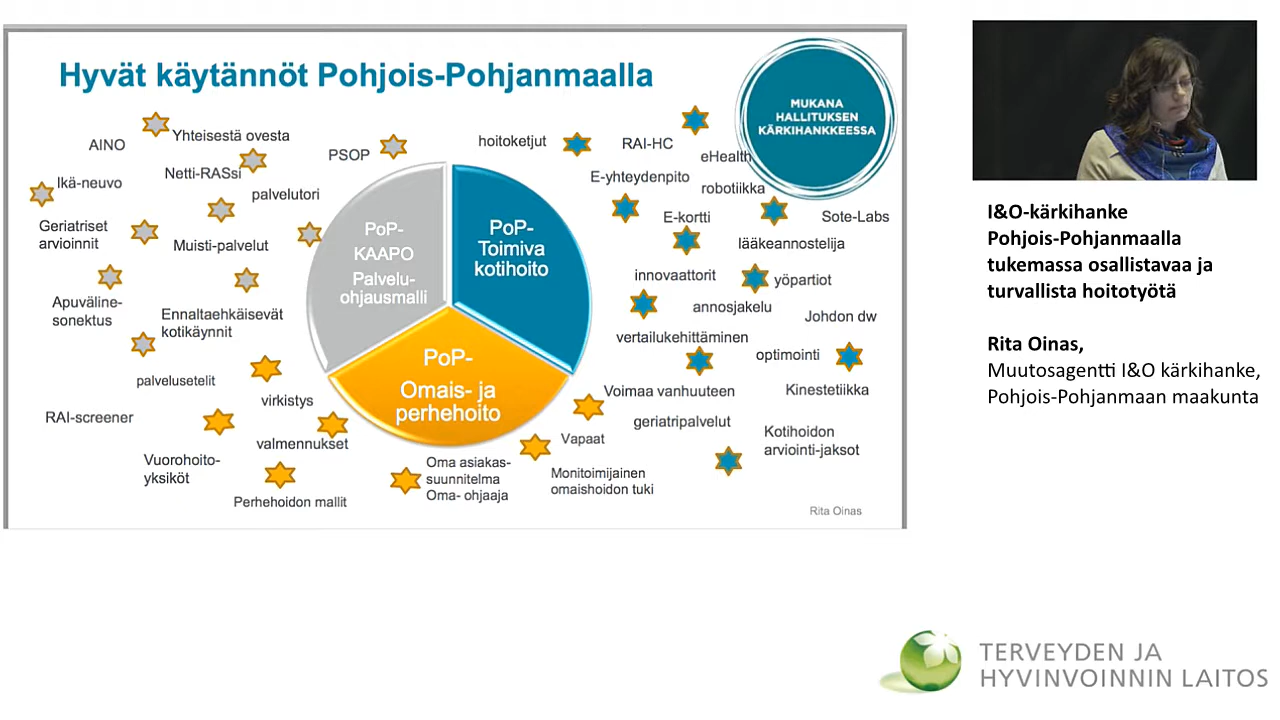 Hyvät käytännöt Pohjois-Pohjanmaalla
MUKANA
HALLITUKSEN
KÄRKIHANKKEESSA
AINO
Yhteisestä ovesta
PSOP
hoitoketjut
RAI-HC
eHealth
Netti-RASsi
Ikä-neuvo
palvelutori
E-yhteydenpito
robotiikka
Geriatriset
arvioinnit
Muisti-palvelut
E-kortti
Sote-Labs
lääkeannostelija
PoP-
KAAPO
Palvelu-
ohjausmalli
PoP-
Toimiva
kotihoito
innovaattorit
yöpartiot
Apuväline-
sonektus
Ennaltaehkäisevät
kotikäynnit
annosjakelu
Johdon dw
vertailukehittäminen
optimointi
PoP-
Omais- ja
perhehoito
palvelusetelit
virkistys
Voimaa vanhuuteen
Kinestetiikka
RAI-screener
valmennukset
geriatripalvelut
Vapaat
Kotihoidon
arviointi-jaksot
Vuorohoito-
yksiköt
Perhehoidon mallit
Oma asiakas-
suunnitelma
Oma- ohjaaja
Monitoimijainen
omaishoidon tuki
Rita Oinas
I&O-kärkihanke
Pohjois-Pohjanmaalla
tukemassa osallistavaa ja
turvallista hoitotyötä
Rita Oinas,
Muutosagentti I&O kärkihanke,
Pohjois-Pohjanmaan maakunta
TERVEYDEN JA
HYVINVOINNIN LAITOS